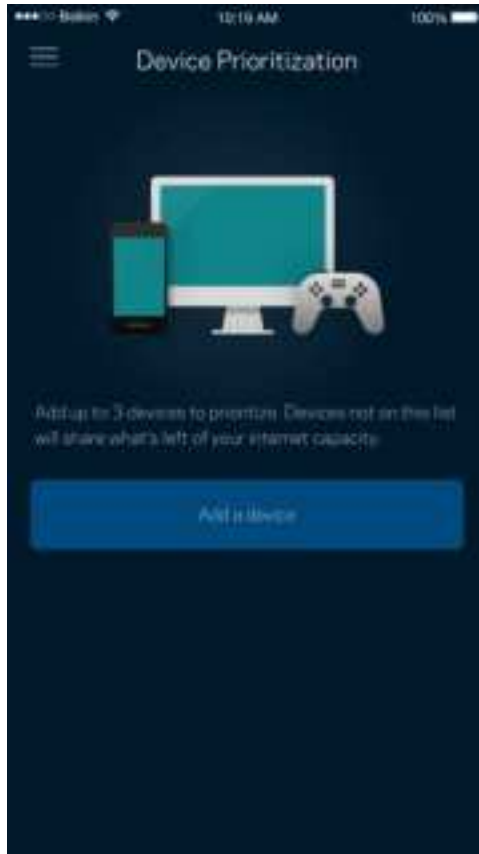 Belkin 10:19 AM 100%
Device Prioritization
Add up to 3 devices to prioritize. Devices not on this list
will share what's left of your internet capacity.
Add a device